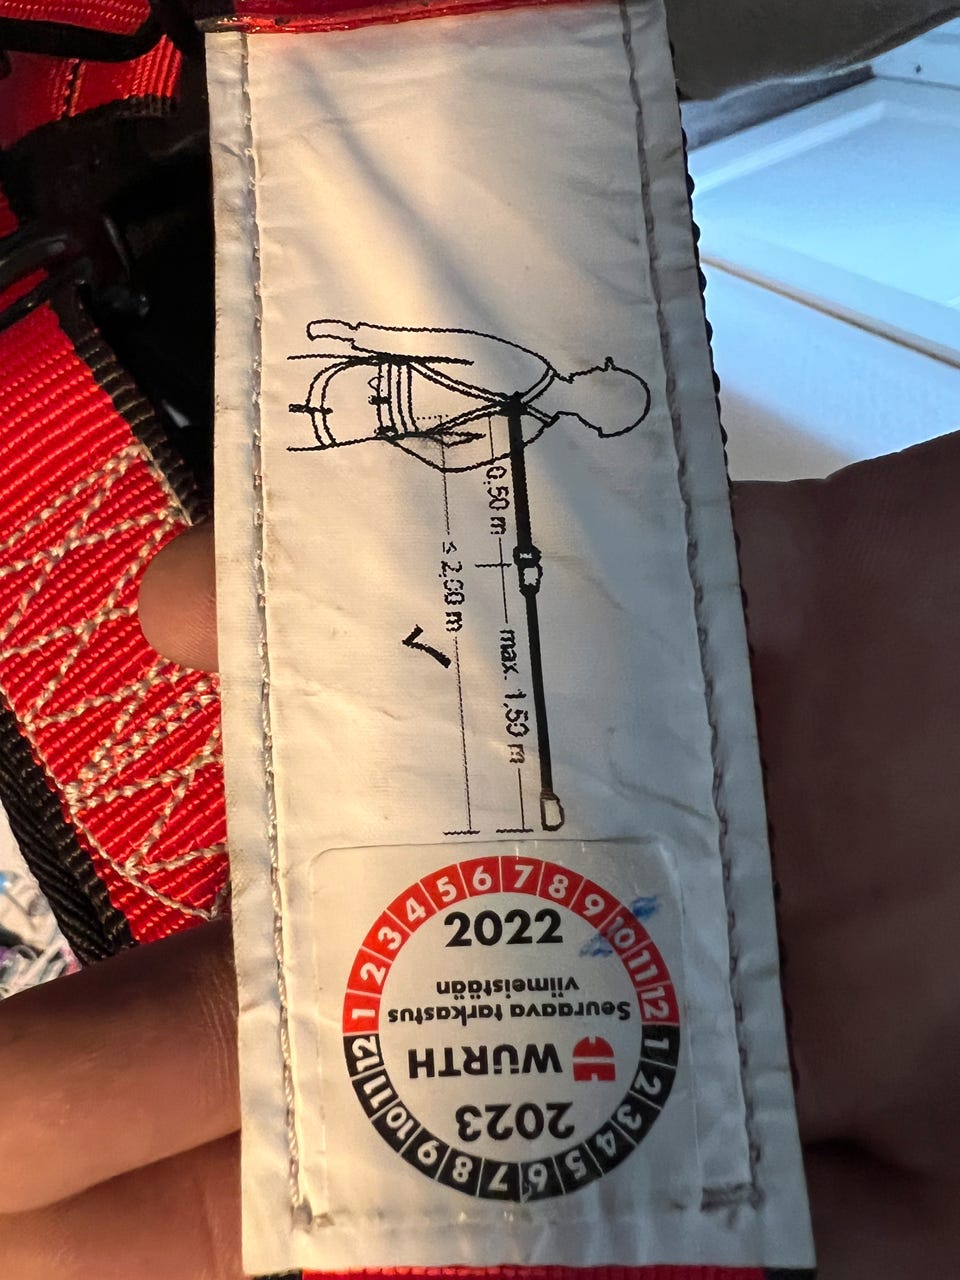 0,50 m
max. 1,50 m
≤ 2,00 m
1 2 3 4 5 6 7 8 9 10 11 12
2022
Seuraava tarkastus
viimeistään
WÜRTH
2023
1 2 3 4 5 6 7 8 9 10 11 12